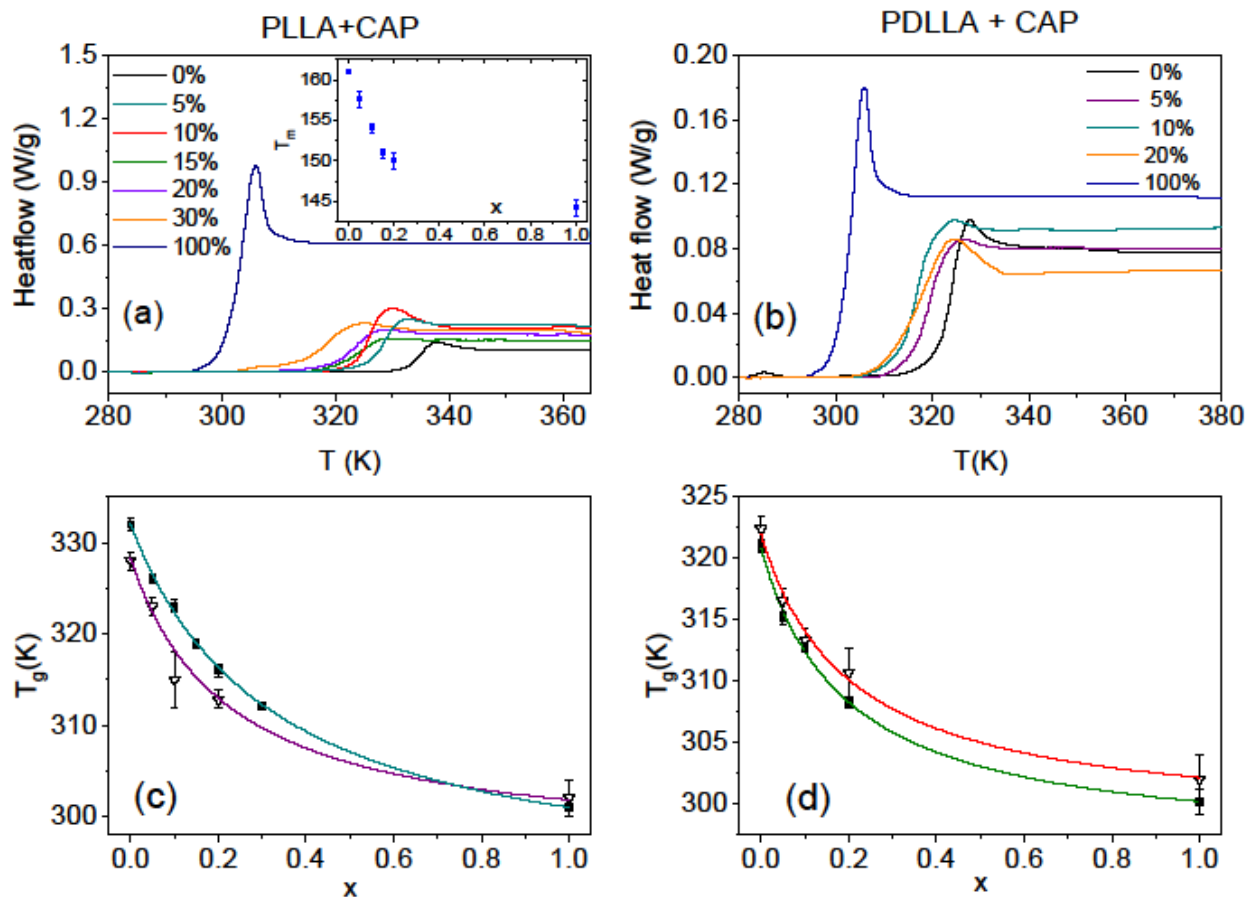 PLLA+CAP
1.5
1.2
0.9
0.6
0.3
0.0
Heatflow (W/g)
0%
5%
10%
15%
20%
30%
100%
160
155
150
145
Tm
0.0 0.2 0.4 0.6 0.8 1.0
x
(a)
280 300 320 340 360
T (K)
PDLLA + CAP
0.20
0.16
0.12
0.08
0.04
0.00
Heat flow (W/g)
0%
5%
10%
20%
100%
(b)
280 300 320 340 360 380
T(K)
330
320
310
300
Tg(K)
(c)
0.0 0.2 0.4 0.6 0.8 1.0
x
325
320
315
310
305
300
Tg(K)
(d)
0.0 0.2 0.4 0.6 0.8 1.0
x